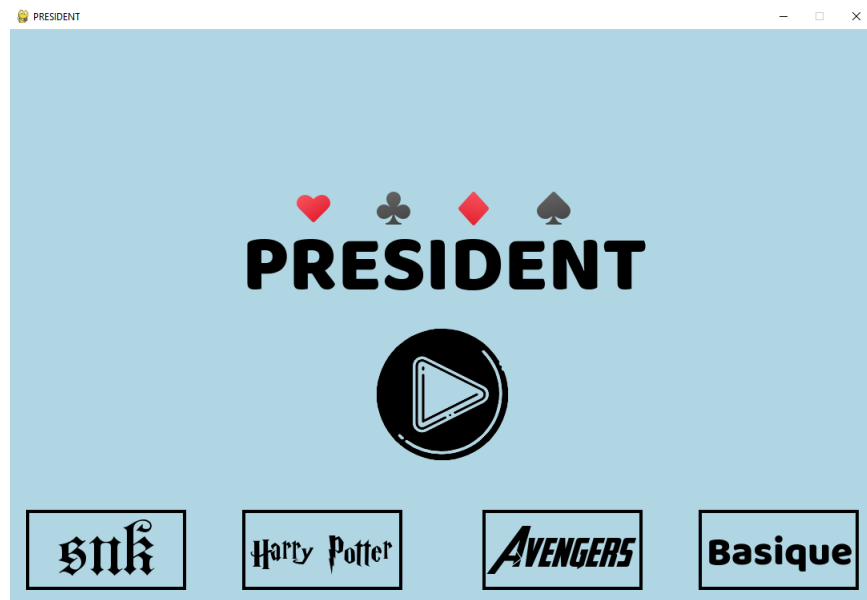 PRESIDENT
PRESIDENT
snk
Harry Potter
AVENGERS
Basique